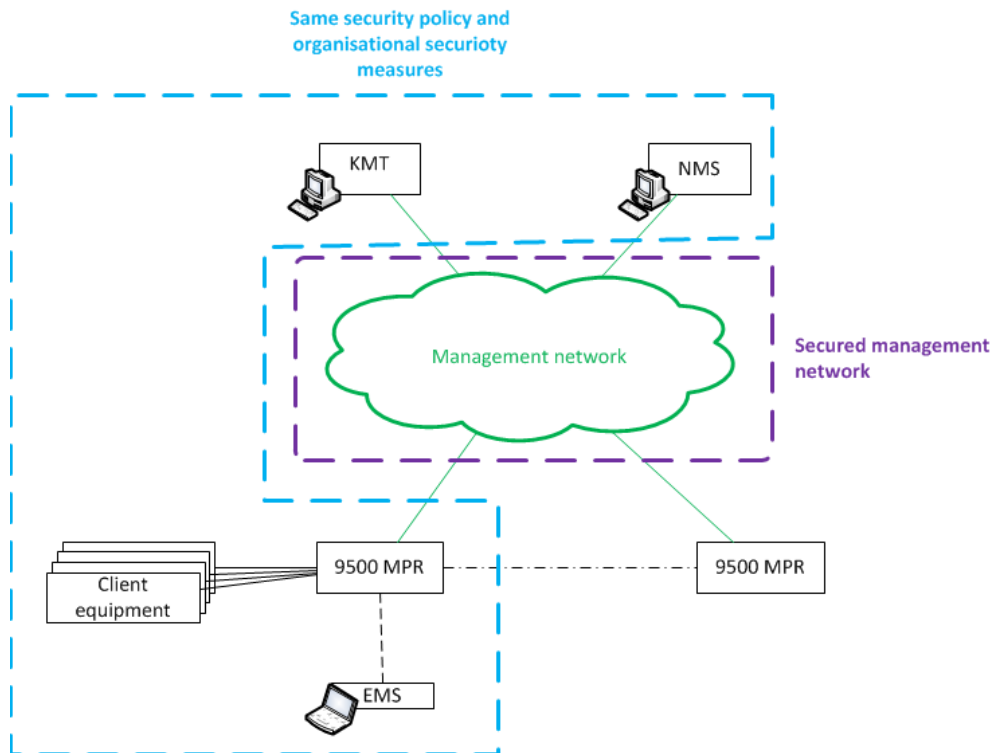 Same security policy and
organisational securioty
measures
KMT
NMS
Management network
Secured management
network
9500 MPR
9500 MPR
Client
equipment
EMS